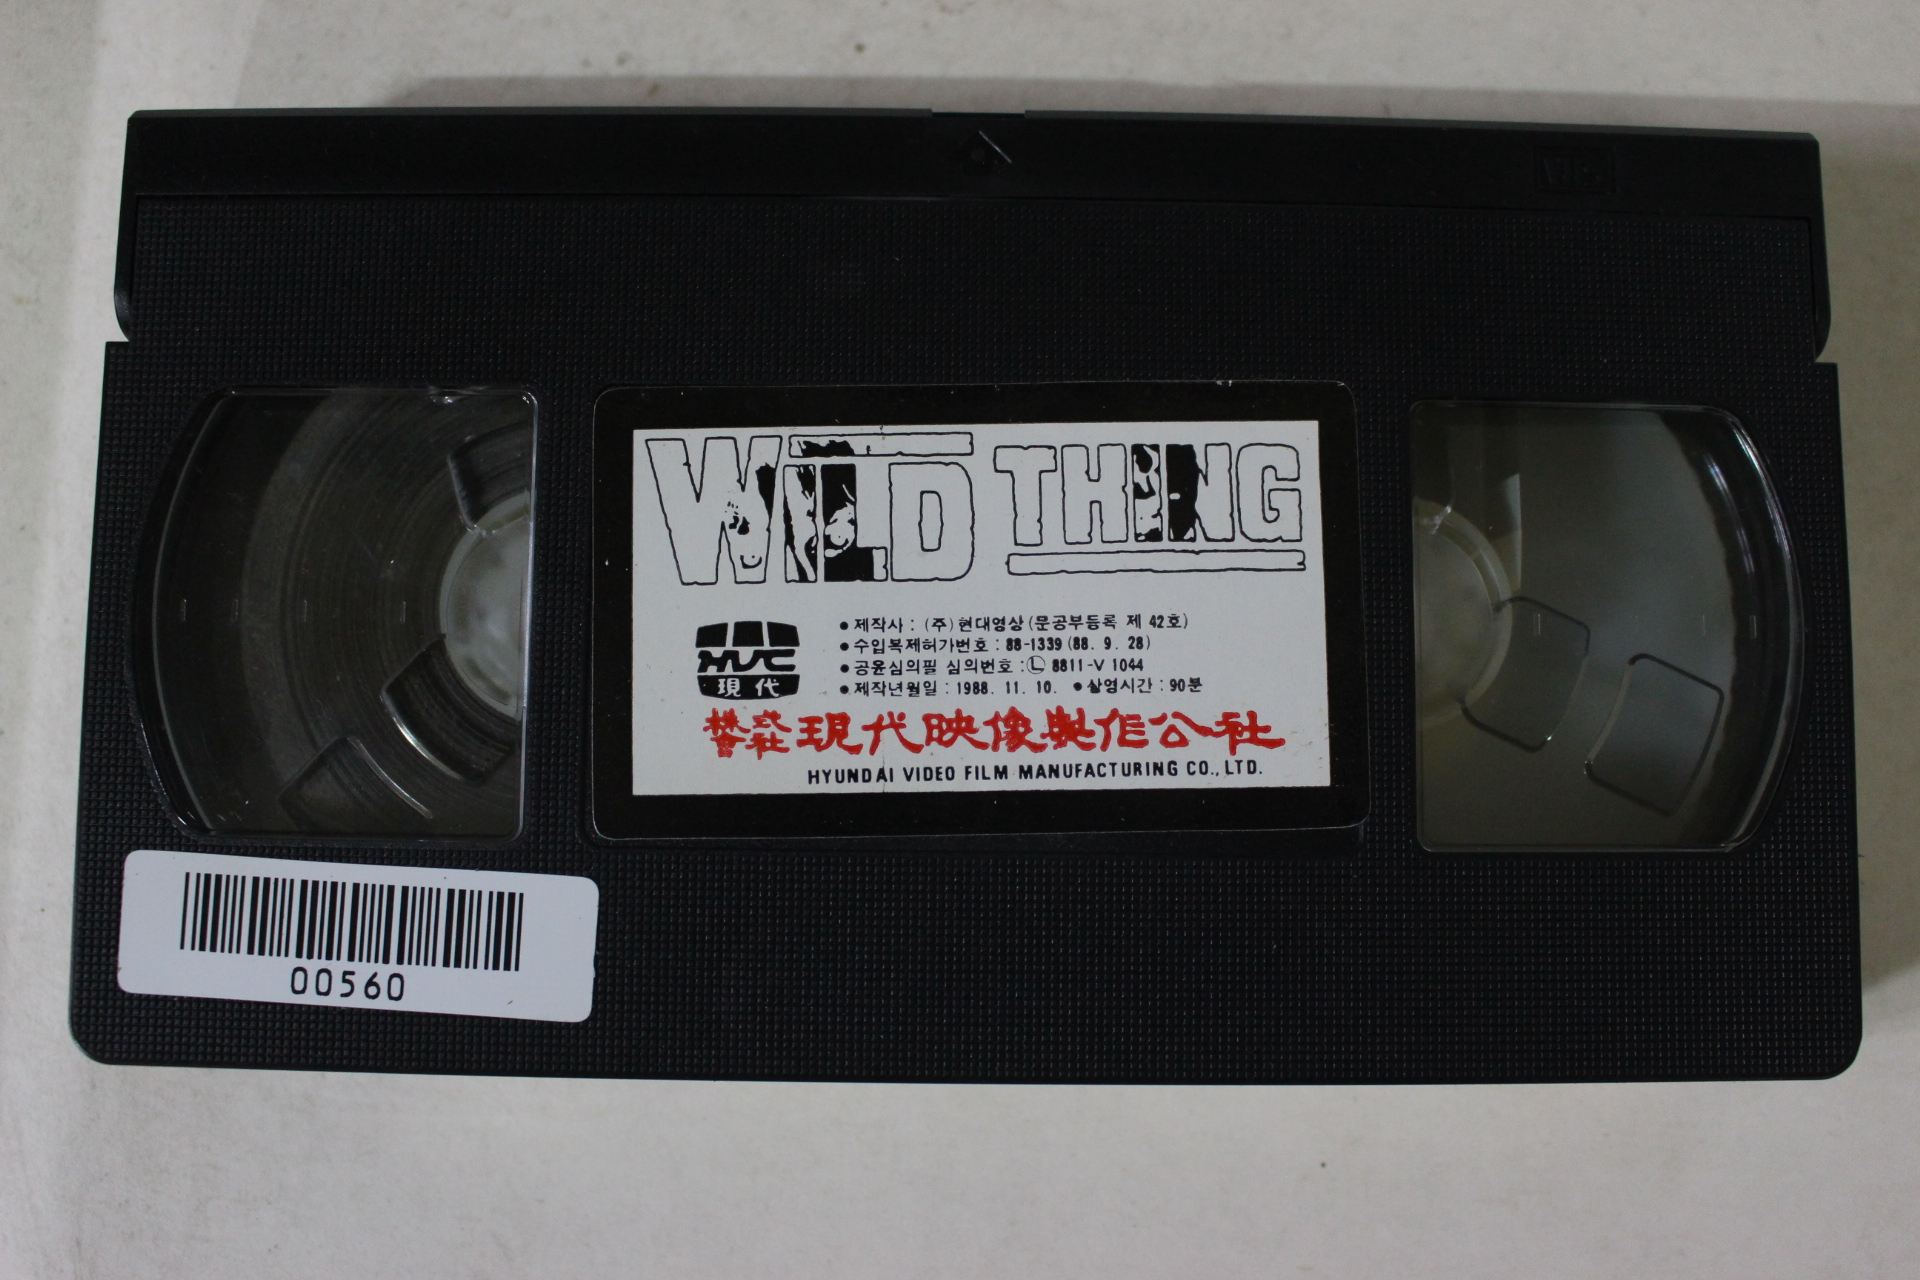 WILD THING
HVC
現代
● 제작사 : (주)현대영상(문공부등록 제 42호)
● 수입복제허가번호 : 88-1339(88. 9. 28)
● 공윤심의필 심의번호 : Ⓛ 8811-V 1044
● 제작년월일 : 1988. 11. 10. ● 상영시간 : 90분
株式會社 現代映像製作公社
HYUNDAI VIDEO FILM MANUFACTURING CO., LTD.
00560